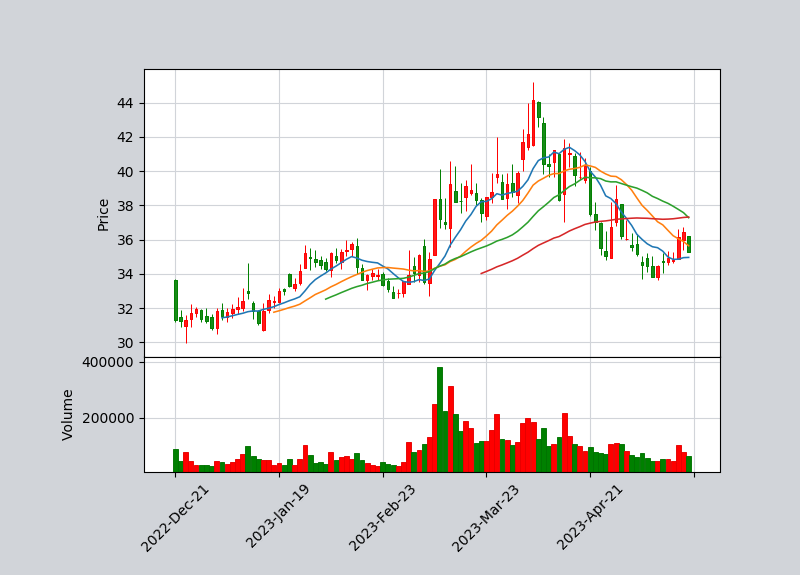 Price
44
42
40
38
36
34
32
30
Volume
400000
200000
2022-Dec-21
2023-Jan-19
2023-Feb-23
2023-Mar-23
2023-Apr-21